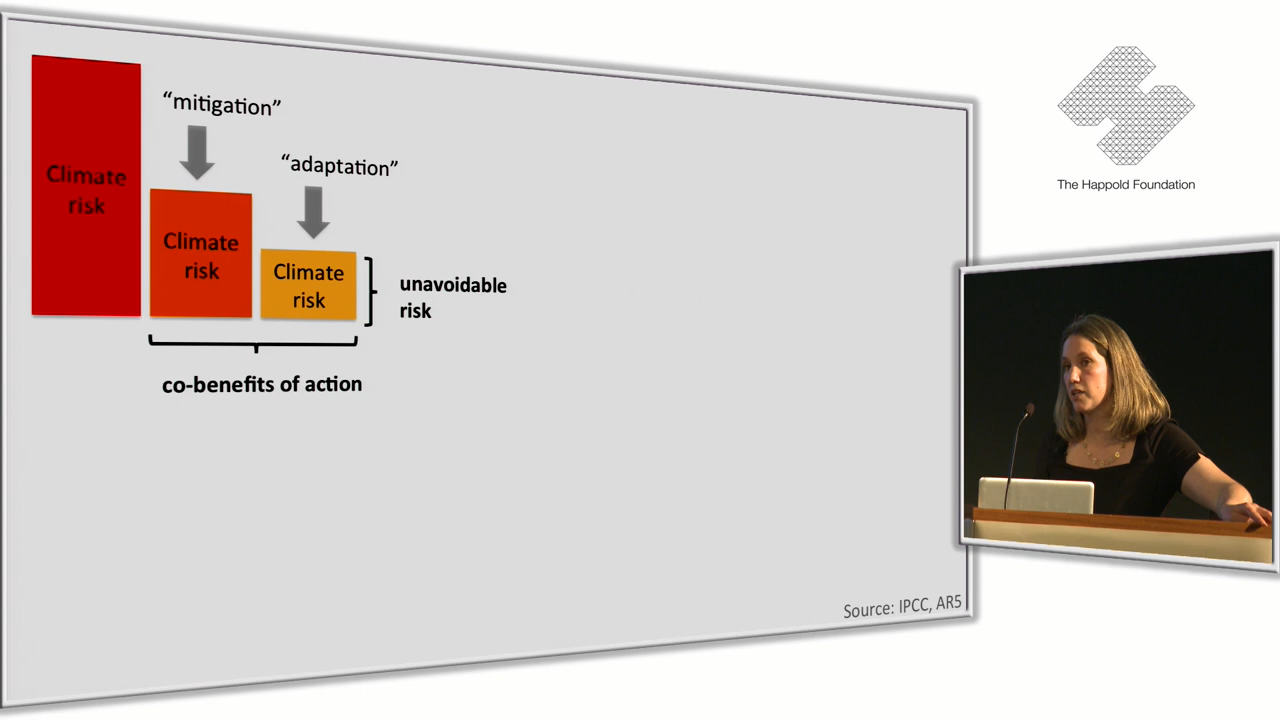 Climate
risk
“mitigation”
Climate
risk
“adaptation”
Climate
risk
unavoidable
risk
co-benefits of action
Source: IPCC, AR5
The Happold Foundation